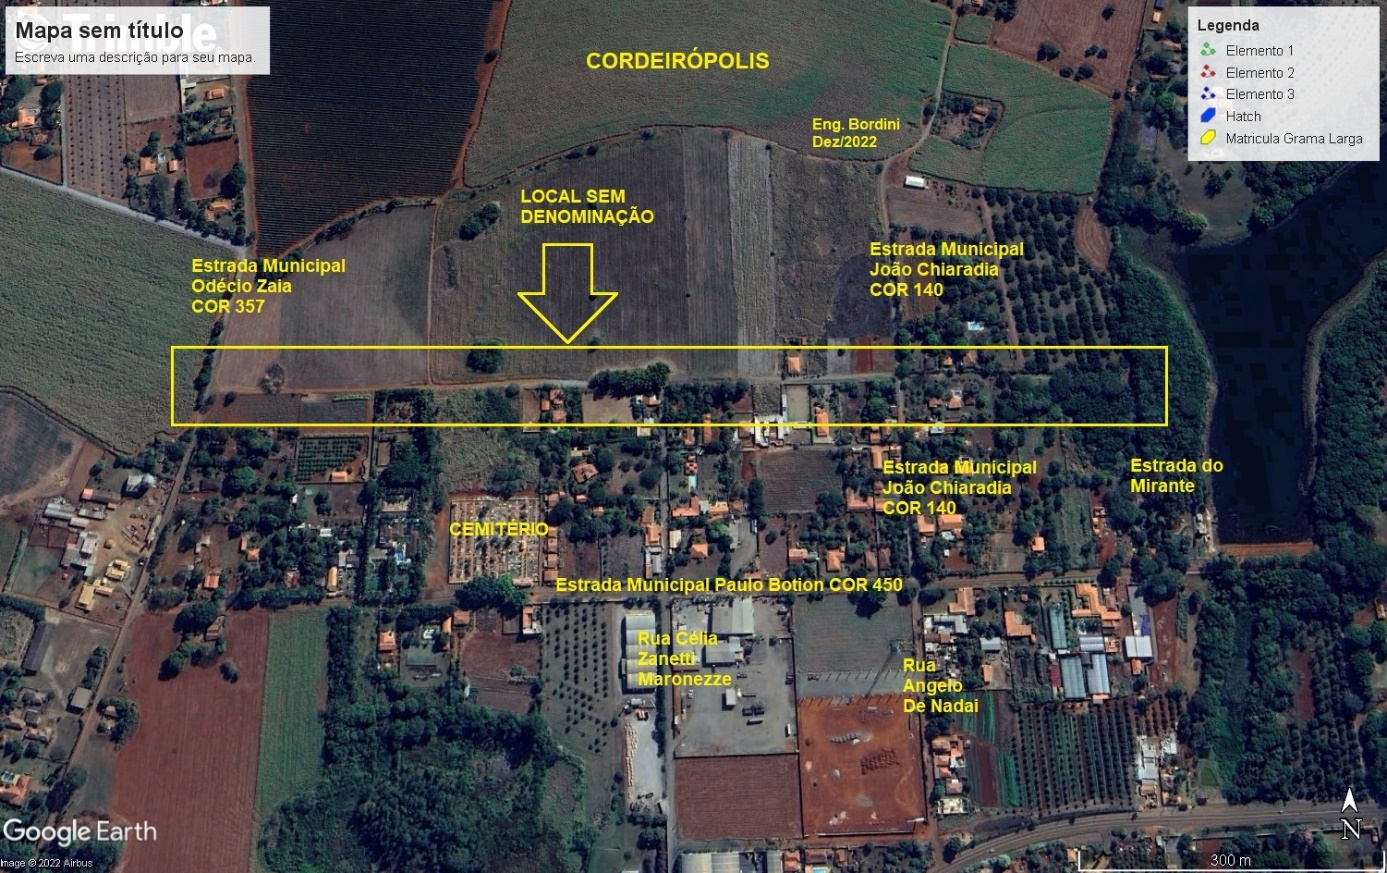 Mapa sem título
Escreva uma descrição para seu mapa.
Trimble
CORDEIRÓPOLIS
Legenda
Elemento 1
Elemento 2
Elemento 3
Hatch
Matricula Grama Larga
Eng. Bordini
Dez/2022
LOCAL SEM
DENOMINAÇÃO
Estrada Municipal
Odécio Zaia
COR 357
Estrada Municipal
João Chiaradia
COR 140
Estrada Municipal
João Chiaradia
COR 140
Estrada do
Mirante
CEMITÉRIO
Estrada Municipal Paulo Botion COR 450
Rua Célia
Zanetti
Maronezze
Rua
Angelo
De Nadai
Google Earth
Image © 2022 Airbus
N
300 m